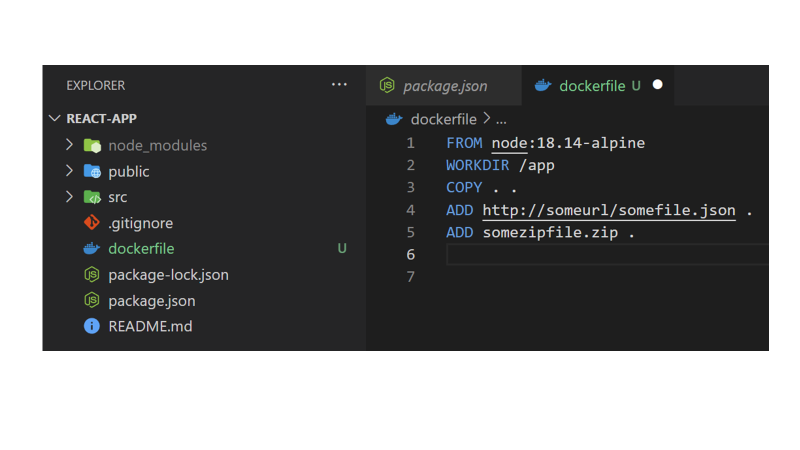 EXPLORER ...
REACT-APP
node_modules
public
src
.gitignore
dockerfile U
package-lock.json
package.json
README.md
package.json dockerfile U
dockerfile > ...
1 FROM node:18.14-alpine
2 WORKDIR /app
3 COPY . .
4 ADD http://someurl/somefile.json .
5 ADD somezipfile.zip .
6
7